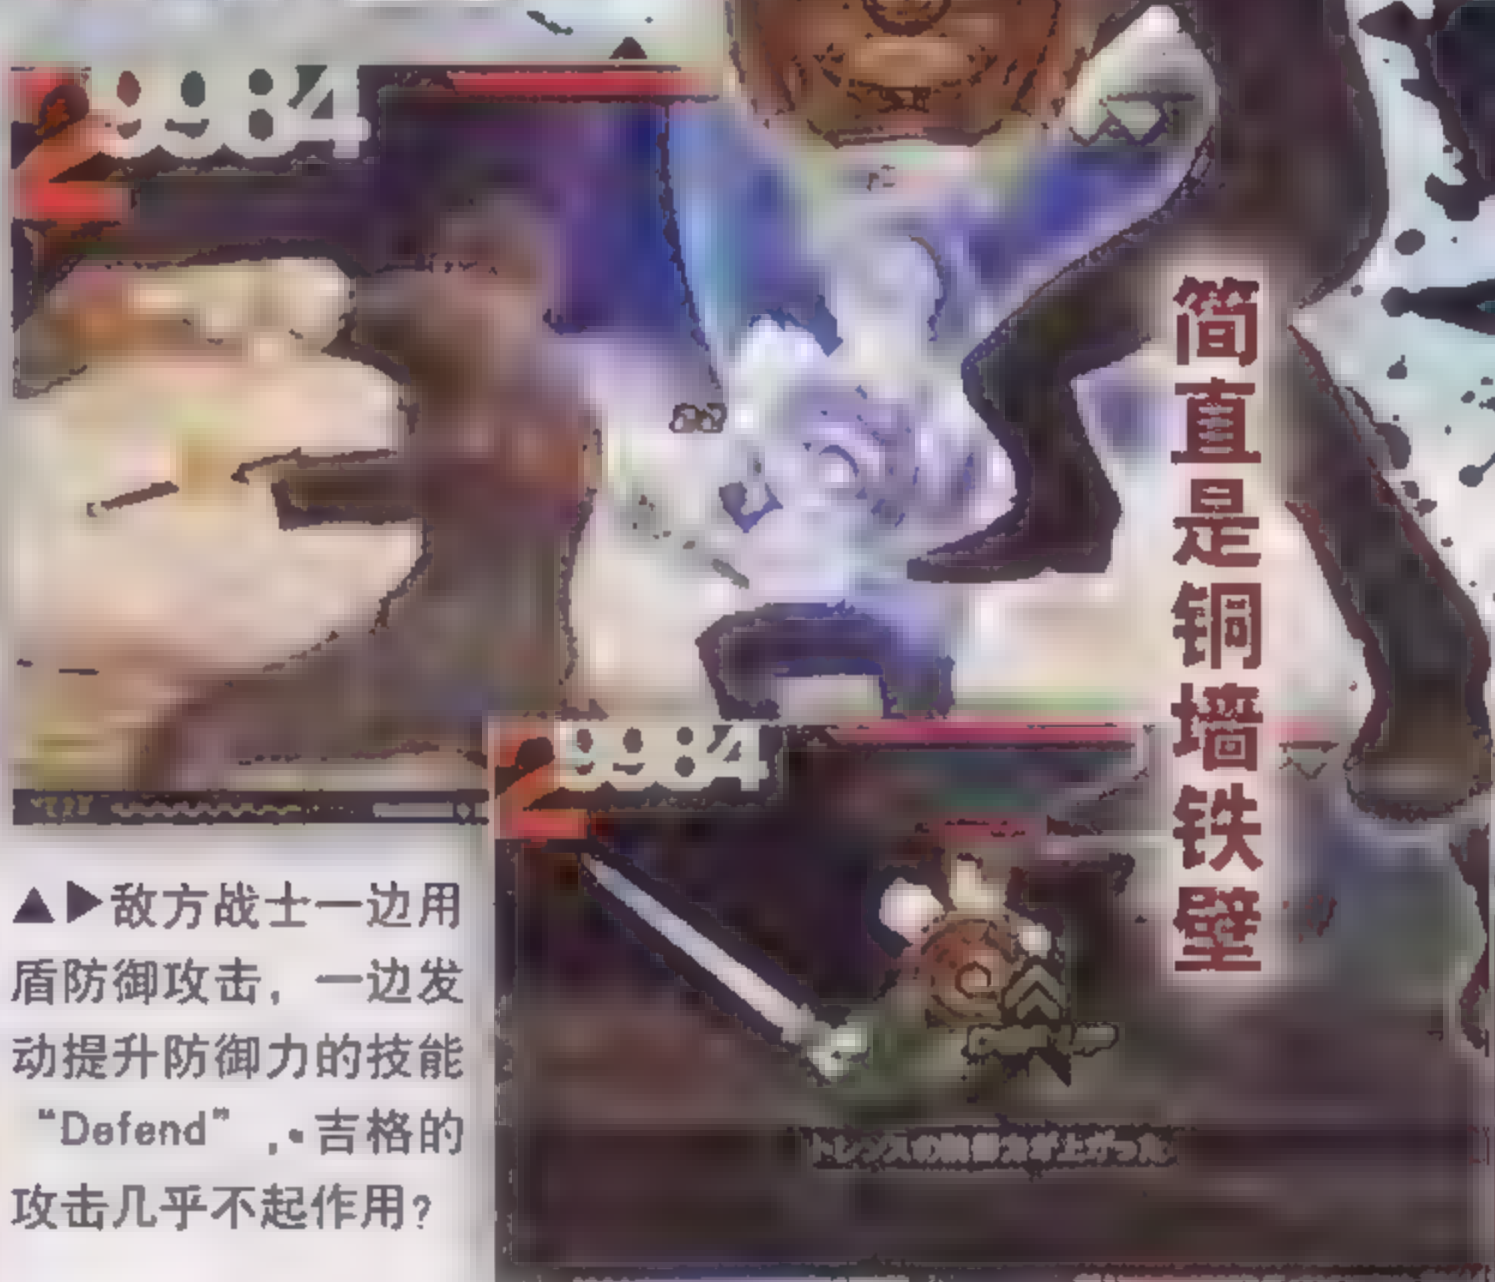 简直是铜墙铁壁
▲▶敌方战士一边用
盾防御攻击，一边发
动提升防御力的技能
“Defend”，·吉格的
攻击几乎不起作用？